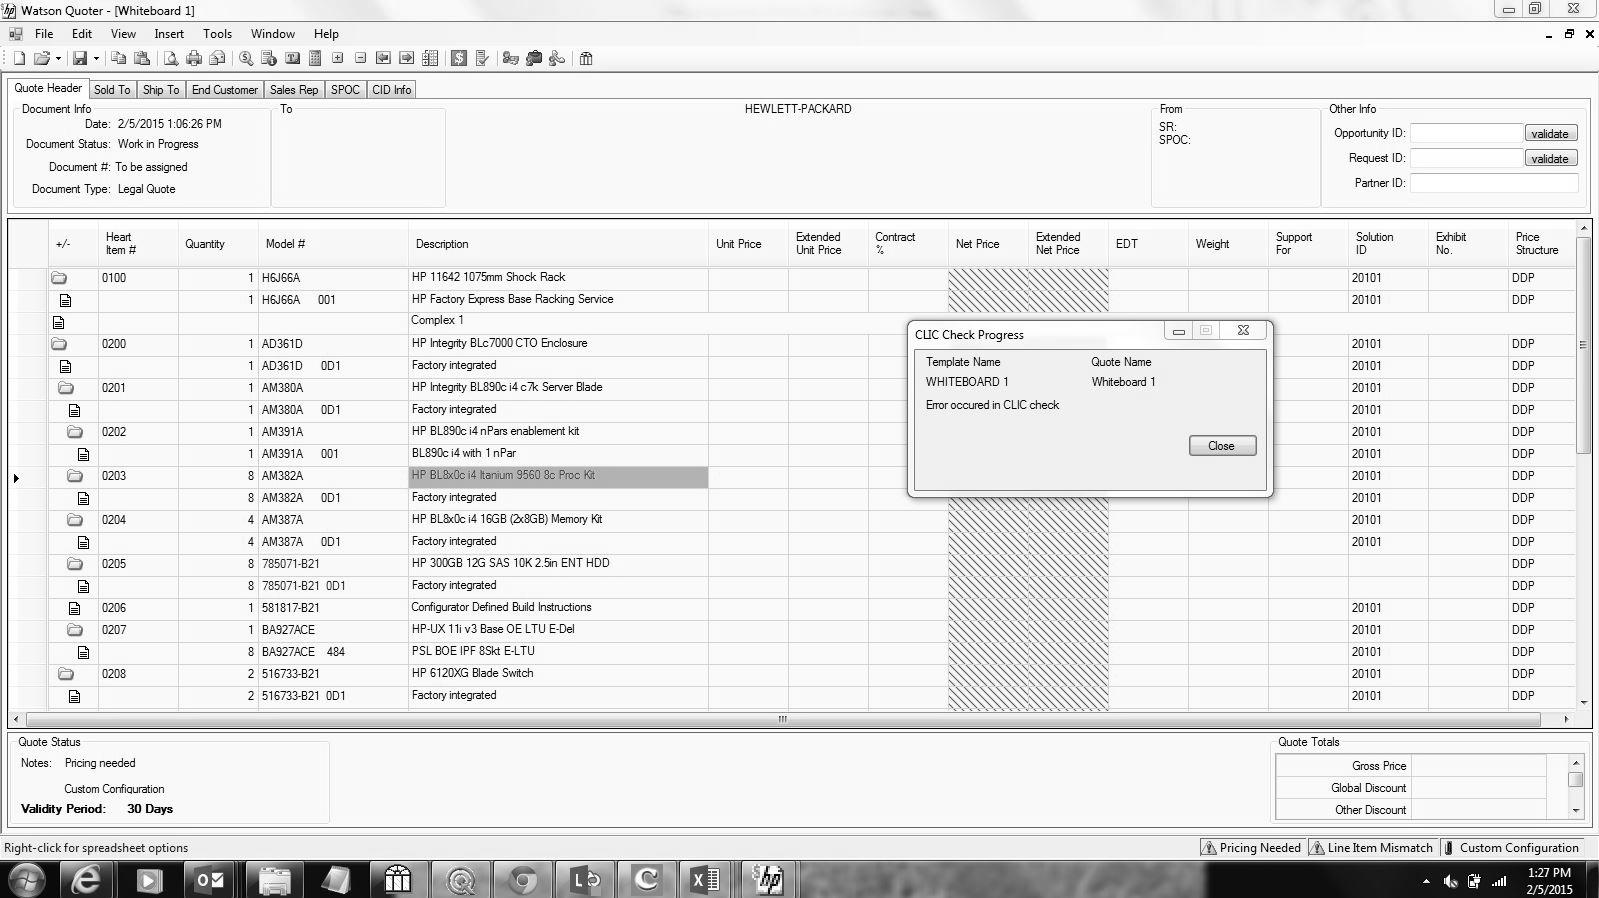 Watson Quoter - [Whiteboard 1]
File Edit View Insert Tools Window Help
Quote Header Sold To Ship To End Customer Sales Rep SPOC CID Info
Document Info
Date: 2/5/2015 1:06:26 PM
Document Status: Work in Progress
Document #: To be assigned
Document Type: Legal Quote
To
HEWLETT-PACKARD
From
SR:
SPOC:
Other Info
Opportunity ID: validate
Request ID: validate
Partner ID:
+/- Heart Item # Quantity Model # Description Unit Price Extended Unit Price Contract % Net Price Extended Net Price EDT Weight Support For Solution ID Exhibit No. Price Structure
0100 1 H6J66A HP 11642 1075mm Shock Rack 20101 DDP
1 H6J66A 001 HP Factory Express Base Racking Service 20101 DDP
Complex 1
0200 1 AD361D HP Integrity BLc7000 CTO Enclosure 20101 DDP
1 AD361D 0D1 Factory integrated 20101 DDP
0201 1 AM380A HP Integrity BL890c i4 c7k Server Blade 20101 DDP
1 AM380A 0D1 Factory integrated 20101 DDP
0202 1 AM391A HP BL890c i4 nPars enablement kit 20101 DDP
1 AM391A 001 BL890c i4 with 1 nPar 20101 DDP
0203 8 AM382A HP BL8x0c i4 Itanium 9560 8c Proc Kit 20101 DDP
8 AM382A 0D1 Factory integrated 20101 DDP
0204 4 AM387A HP BL8x0c i4 16GB (2x8GB) Memory Kit 20101 DDP
4 AM387A 0D1 Factory integrated 20101 DDP
0205 8 785071-B21 HP 300GB 12G SAS 10K 2.5in ENT HDD DDP
8 785071-B21 0D1 Factory integrated DDP
0206 1 581817-B21 Configurator Defined Build Instructions 20101 DDP
0207 1 BA927ACE HP-UX 11i v3 Base OE LTU E-Del 20101 DDP
8 BA927ACE 484 PSL BOE IPF 8Skt E-LTU 20101 DDP
0208 2 516733-B21 HP 6120XG Blade Switch 20101 DDP
2 516733-B21 0D1 Factory integrated 20101 DDP
CLIC Check Progress
Template Name Quote Name
WHITEBOARD 1 Whiteboard 1
Error occured in CLIC check
Close
Quote Status
Notes: Pricing needed
Custom Configuration
Validity Period: 30 Days
Quote Totals
Gross Price
Global Discount
Other Discount
Right-click for spreadsheet options
Pricing Needed Line Item Mismatch Custom Configuration
1:27 PM
2/5/2015